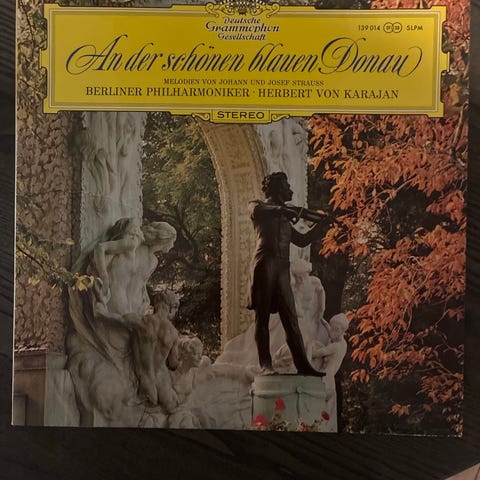 Deutsche
Grammophon
Gesellschaft
139 014 SLPM
An der schönen blauen Donau
MELODIEN VON JOHANN UND JOSEF STRAUSS
BERLINER PHILHARMONIKER · HERBERT VON KARAJAN
STEREO